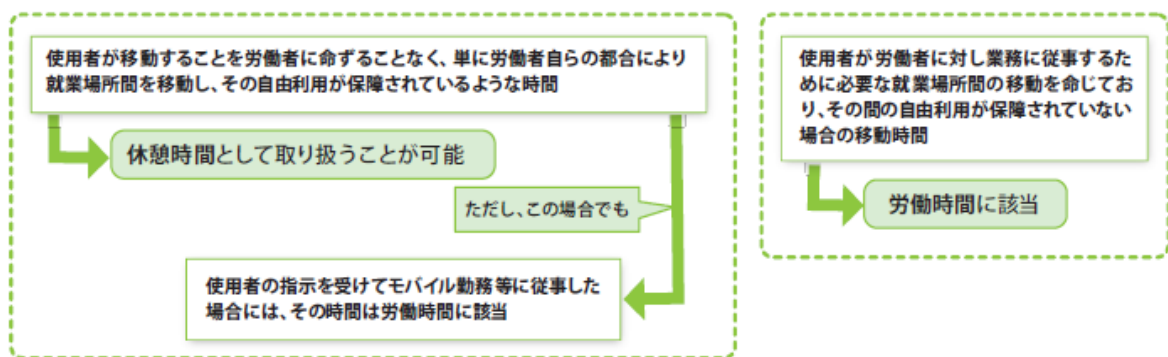 使用者が移動することを労働者に命ずることなく、単に労働者自らの都合により
就業場所間を移動し、その自由利用が保障されているような時間
休憩時間として取り扱うことが可能
ただし、この場合でも
使用者の指示を受けてモバイル勤務等に従事した
場合には、その時間は労働時間に該当
使用者が労働者に対し業務に従事するた
めに必要な就業場所間の移動を命じてお
り、その間の自由利用が保障されていない
場合の移動時間
労働時間に該当